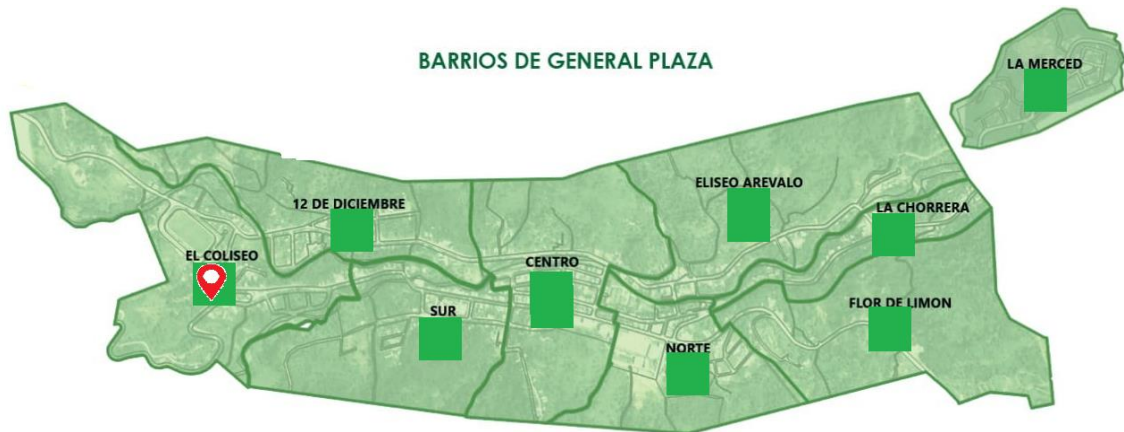 BARRIOS DE GENERAL PLAZA
LA MERCED
ELISEO AREVALO
12 DE DICIEMBRE
LA CHORRERA
EL COLISEO
CENTRO
SUR
FLOR DE LIMON
NORTE